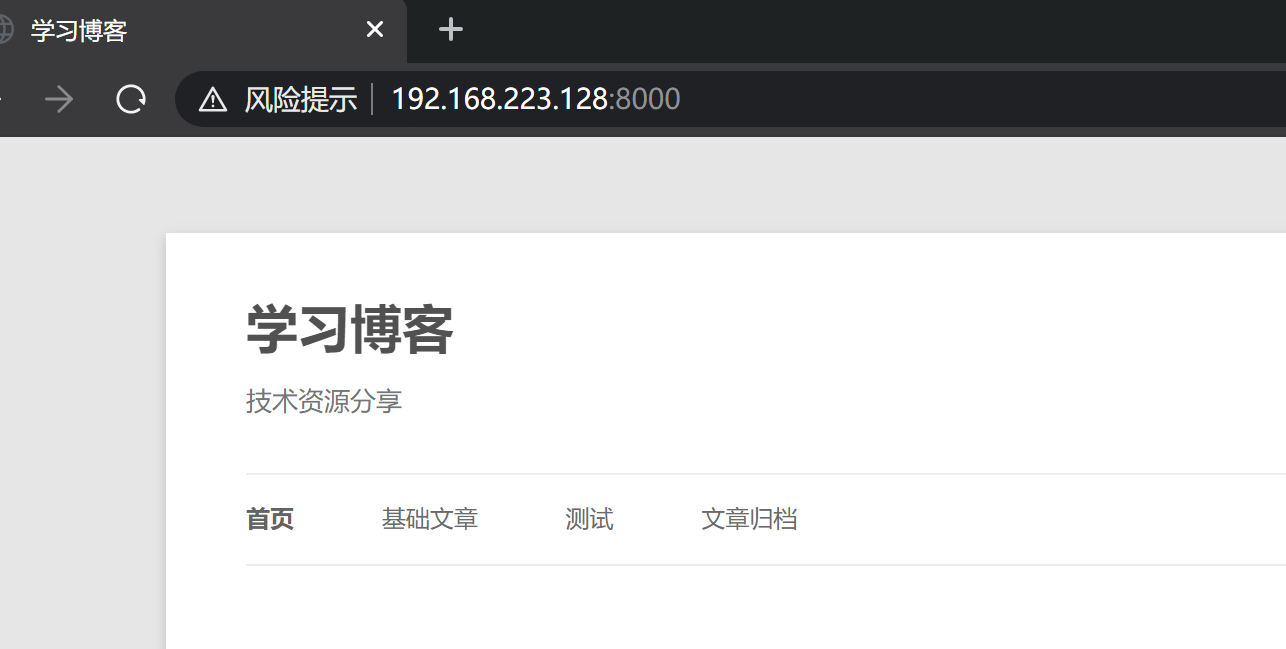 学习博客
风险提示 192.168.223.128:8000
学习博客
技术资源分享
首页 基础文章 测试 文章归档